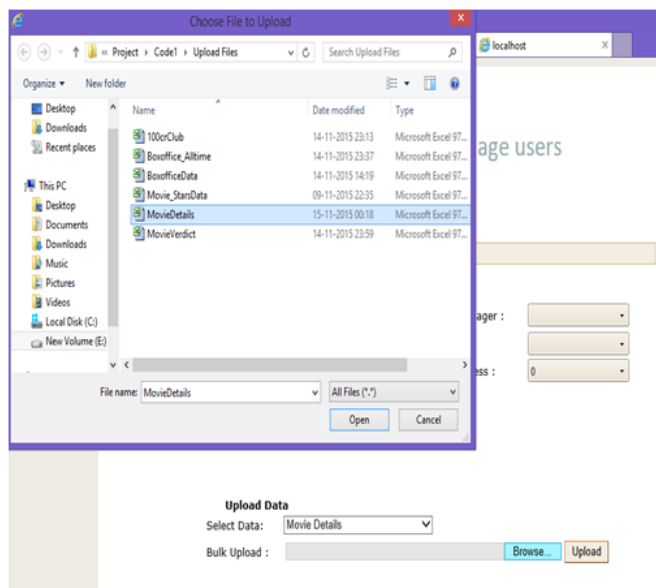 Choose File to Upload
x
« Project › Code1 › Upload Files
Search Upload Files
localhost
x
Organize
New folder
Desktop
Downloads
Recent places
This PC
Desktop
Documents
Downloads
Music
Pictures
Videos
Local Disk (C:)
New Volume (E:)
Name Date modified Type
100crClub 14-11-2015 23:13 Microsoft Excel 97...
Boxoffice_Alltime 14-11-2015 23:37 Microsoft Excel 97...
BoxofficeData 14-11-2015 14:19 Microsoft Excel 97...
Movie_StarsData 09-11-2015 22:35 Microsoft Excel 97...
MovieDetails 15-11-2015 00:18 Microsoft Excel 97...
MovieVerdict 14-11-2015 23:59 Microsoft Excel 97...
File name: MovieDetails
All Files (*.*)
Open
Cancel
age users
ager :
ess : 0
Upload Data
Select Data: Movie Details
Bulk Upload : Browse... Upload